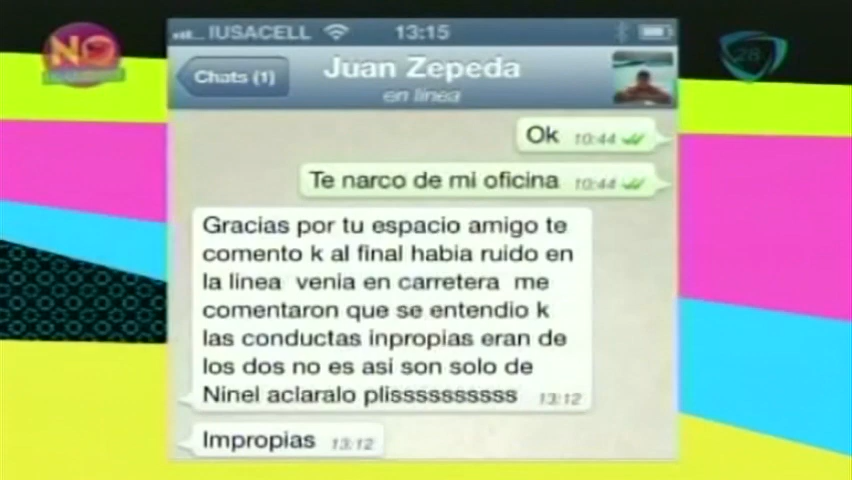 NO
IUSACELL 13:15
Chats (1)
Juan Zepeda
en línea
28
Ok 10:44
Te narco de mi oficina 10:44
Gracias por tu espacio amigo te
comento k al final habia ruido en
la linea venia en carretera me
comentaron que se entendio k
las conductas inpropias eran de
los dos no es asi son solo de
Ninel aclaralo plisssssssssss 13:12
Impropias 13:12